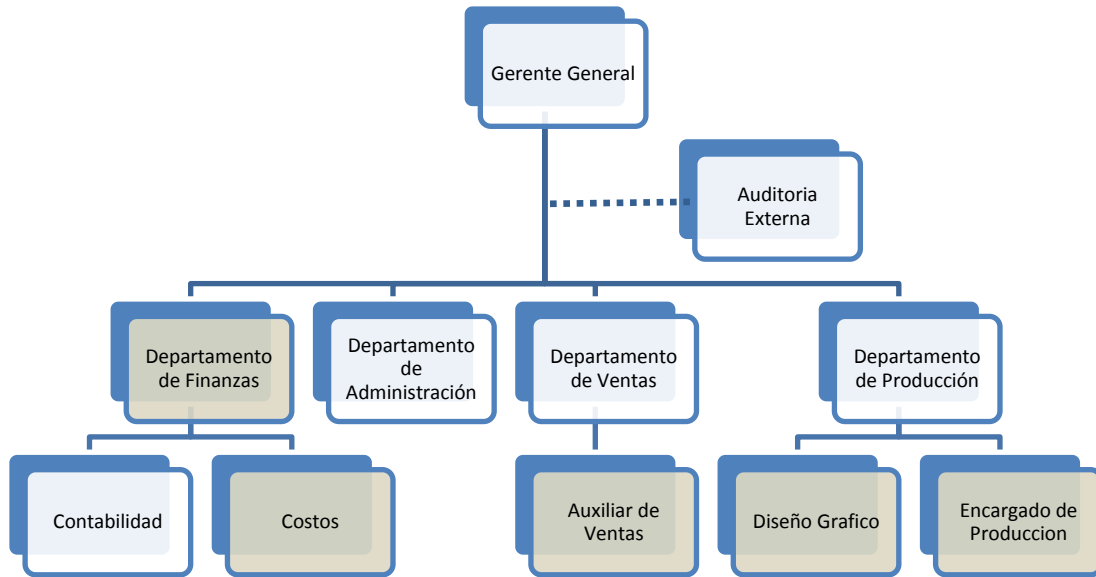 Gerente General
Auditoria
Externa
Departamento
de Finanzas
Departamento
de
Administración
Departamento
de Ventas
Departamento
de Producción
Contabilidad
Costos
Auxiliar de
Ventas
Diseño Grafico
Encargado de
Produccion